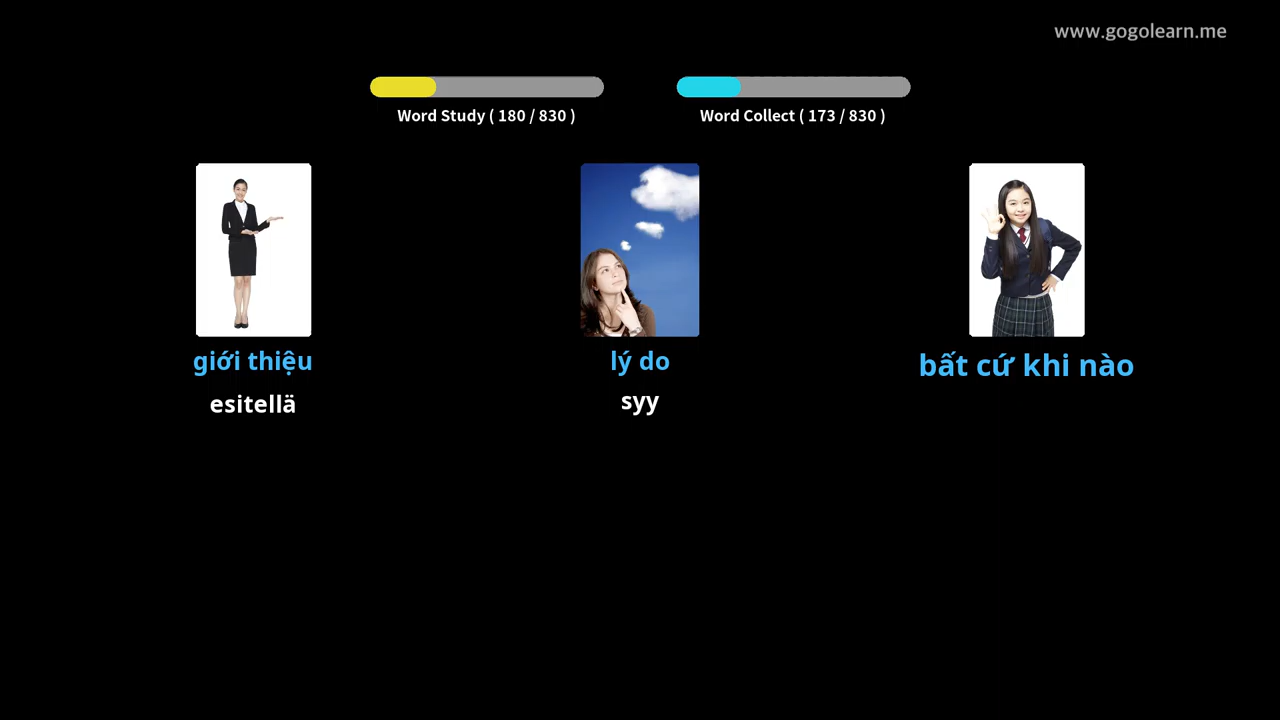 www.gogolearn.me
Word Study ( 180 / 830 )
Word Collect ( 173 / 830 )
giới thiệu
esitellä
lý do
syy
bất cứ khi nào